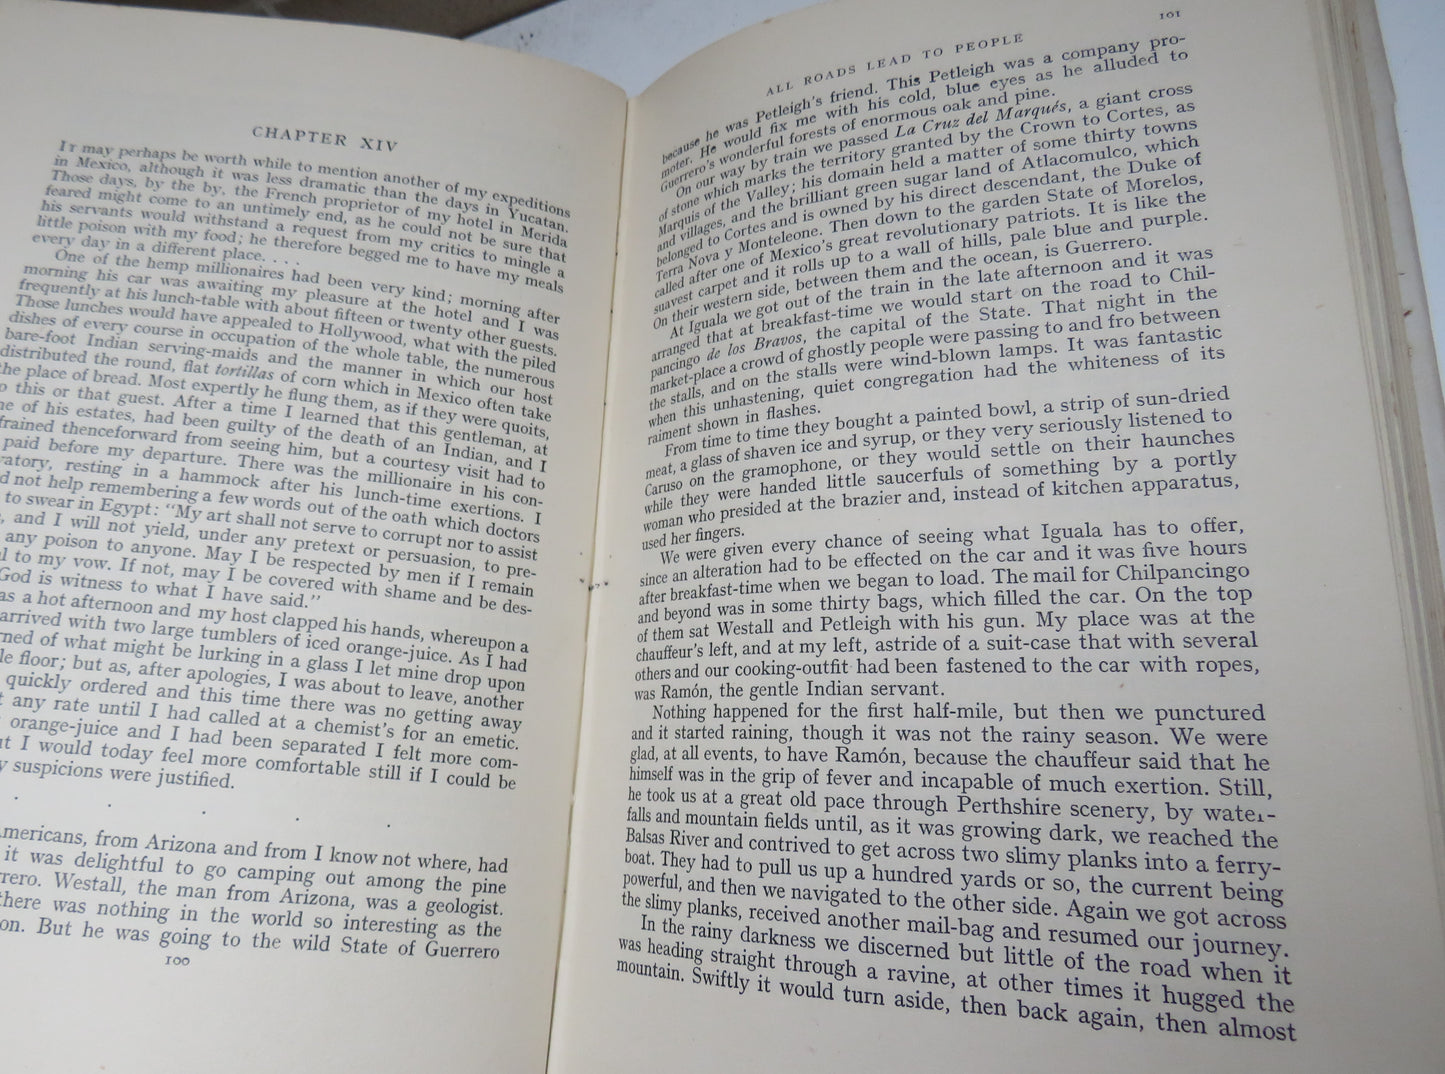 CHAPTER XIV
IT may perhaps be worth while to mention another of my expeditions
in Mexico, although it was less dramatic than the days in Yucatan.
Those days, by the by, the French proprietor of my hotel in Merida
feared might come to an untimely end, as he could not be sure that
his servants would withstand a request from my critics to mingle a
little poison with my food; he therefore begged me to have my meals
every day in a different place. . . .
One of the hemp millionaires had been very kind; morning after
morning his car was awaiting my pleasure at the hotel and I was
frequently at his lunch-table with about fifteen or twenty other guests.
Those lunches would have appealed to Hollywood, what with the piled
dishes of every course in occupation of the whole table, the numerous
bare-foot Indian serving-maids and the manner in which our host
distributed the round, flat tortillas of corn which in Mexico often take
the place of bread. Most expertly he flung them, as if they were quoits,
to this or that guest. After a time I learned that this gentleman, at
of his estates, had been guilty of the death of an Indian, and I
thenceforward from seeing him, but a courtesy visit had to
paid before my departure. There was the millionaire in his con-
resting in a hammock after his lunch-time exertions. I
not help remembering a few words out of the oath which doctors
to swear in Egypt: "My art shall not serve to corrupt nor to assist
and I will not yield, under any pretext or persuasion, to pre-
any poison to anyone. May I be respected by men if I remain
to my vow. If not, may I be covered with shame and be des-
God is witness to what I have said."
a hot afternoon and my host clapped his hands, whereupon a
arrived with two large tumblers of iced orange-juice. As I had
of what might be lurking in a glass I let mine drop upon
floor; but as, after apologies, I was about to leave, another
quickly ordered and this time there was no getting away
any rate until I had called at a chemist's for an emetic.
orange-juice and I had been separated I felt more com-
I would today feel more comfortable still if I could be
suspicions were justified.
. . . . .
from Arizona and from I know not where, had
it was delightful to go camping out among the pine
Westall, the man from Arizona, was a geologist.
there was nothing in the world so interesting as the
But he was going to the wild State of Guerrero
100
ALL ROADS LEAD TO PEOPLE 101
because he was Petleigh's friend. This Petleigh was a company pro-
moter. He would fix me with his cold, blue eyes as he alluded to
Guerrero's wonderful forests of enormous oak and pine.
On our way by train we passed La Cruz del Marqués, a giant cross
of stone which marks the territory granted by the Crown to Cortes, as
Marquis of the Valley; his domain held a matter of some thirty towns
and villages, and the brilliant green sugar land of Atlacomulco, which
belonged to Cortes and is owned by his direct descendant, the Duke of
Terra Nova y Monteleone. Then down to the garden State of Morelos,
called after one of Mexico's great revolutionary patriots. It is like the
suavest carpet and it rolls up to a wall of hills, pale blue and purple.
On their western side, between them and the ocean, is Guerrero.
At Iguala we got out of the train in the late afternoon and it was
arranged that at breakfast-time we would start on the road to Chil-
pancingo de los Bravos, the capital of the State. That night in the
market-place a crowd of ghostly people were passing to and fro between
the stalls, and on the stalls were wind-blown lamps. It was fantastic
when this unhastening, quiet congregation had the whiteness of its
raiment shown in flashes.
From time to time they bought a painted bowl, a strip of sun-dried
meat, a glass of shaven ice and syrup, or they very seriously listened to
Caruso on the gramophone, or they would settle on their haunches
while they were handed little saucerfuls of something by a portly
woman who presided at the brazier and, instead of kitchen apparatus,
used her fingers.
We were given every chance of seeing what Iguala has to offer,
since an alteration had to be effected on the car and it was five hours
after breakfast-time when we began to load. The mail for Chilpancingo
and beyond was in some thirty bags, which filled the car. On the top
of them sat Westall and Petleigh with his gun. My place was at the
chauffeur's left, and at my left, astride of a suit-case that with several
others and our cooking-outfit had been fastened to the car with ropes,
was Ramón, the gentle Indian servant.
Nothing happened for the first half-mile, but then we punctured
and it started raining, though it was not the rainy season. We were
glad, at all events, to have Ramón, because the chauffeur said that he
himself was in the grip of fever and incapable of much exertion. Still,
he took us at a great old pace through Perthshire scenery, by water-
falls and mountain fields until, as it was growing dark, we reached the
Balsas River and contrived to get across two slimy planks into a ferry-
boat. They had to pull us up a hundred yards or so, the current being
powerful, and then we navigated to the other side. Again we got across
the slimy planks, received another mail-bag and resumed our journey.
In the rainy darkness we discerned but little of the road when it
was heading straight through a ravine, at other times it hugged the
mountain. Swiftly it would turn aside, then back again, then almost